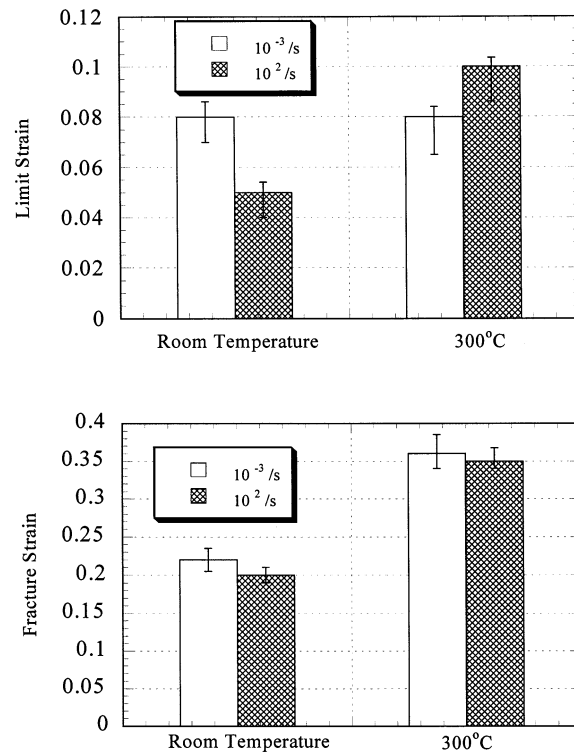 0.12
0.1
0.08
0.06
0.04
0.02
0
Limit Strain
10 -3 /s
10 2 /s
Room Temperature
300°C
0.4
0.35
0.3
0.25
0.2
0.15
0.1
0.05
0
Fracture Strain
10 -3 /s
10 2 /s
Room Temperature
300°C